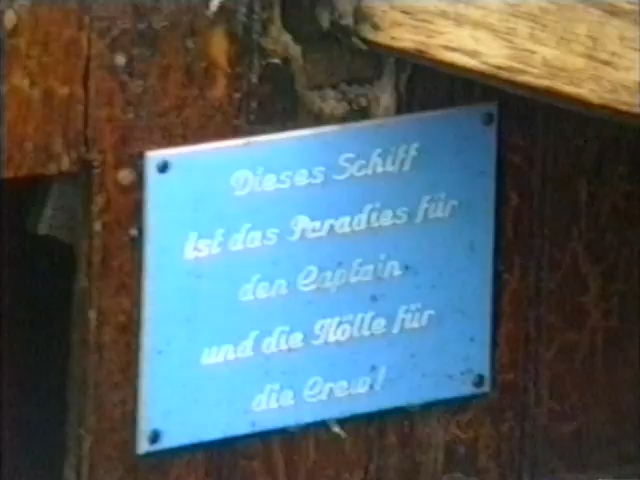 Dieses Schiff
ist das Paradies für
den Captain
und die Hölle für
die Crew!